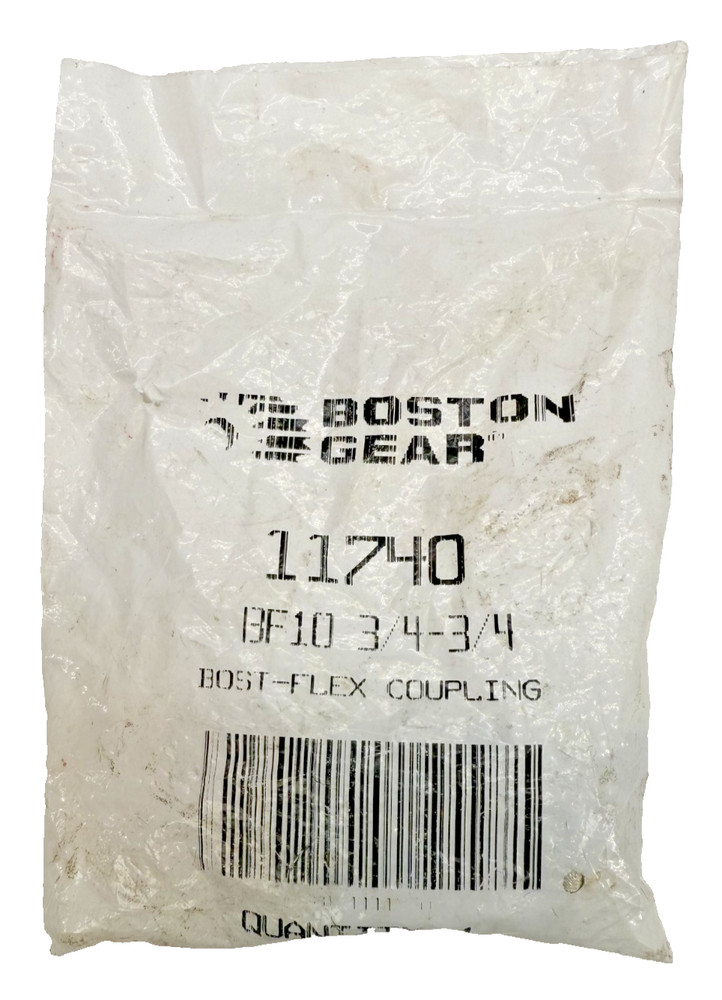 BOSTON
GEAR
11740
BF10 3/4-3/4
BOST-FLEX COUPLING